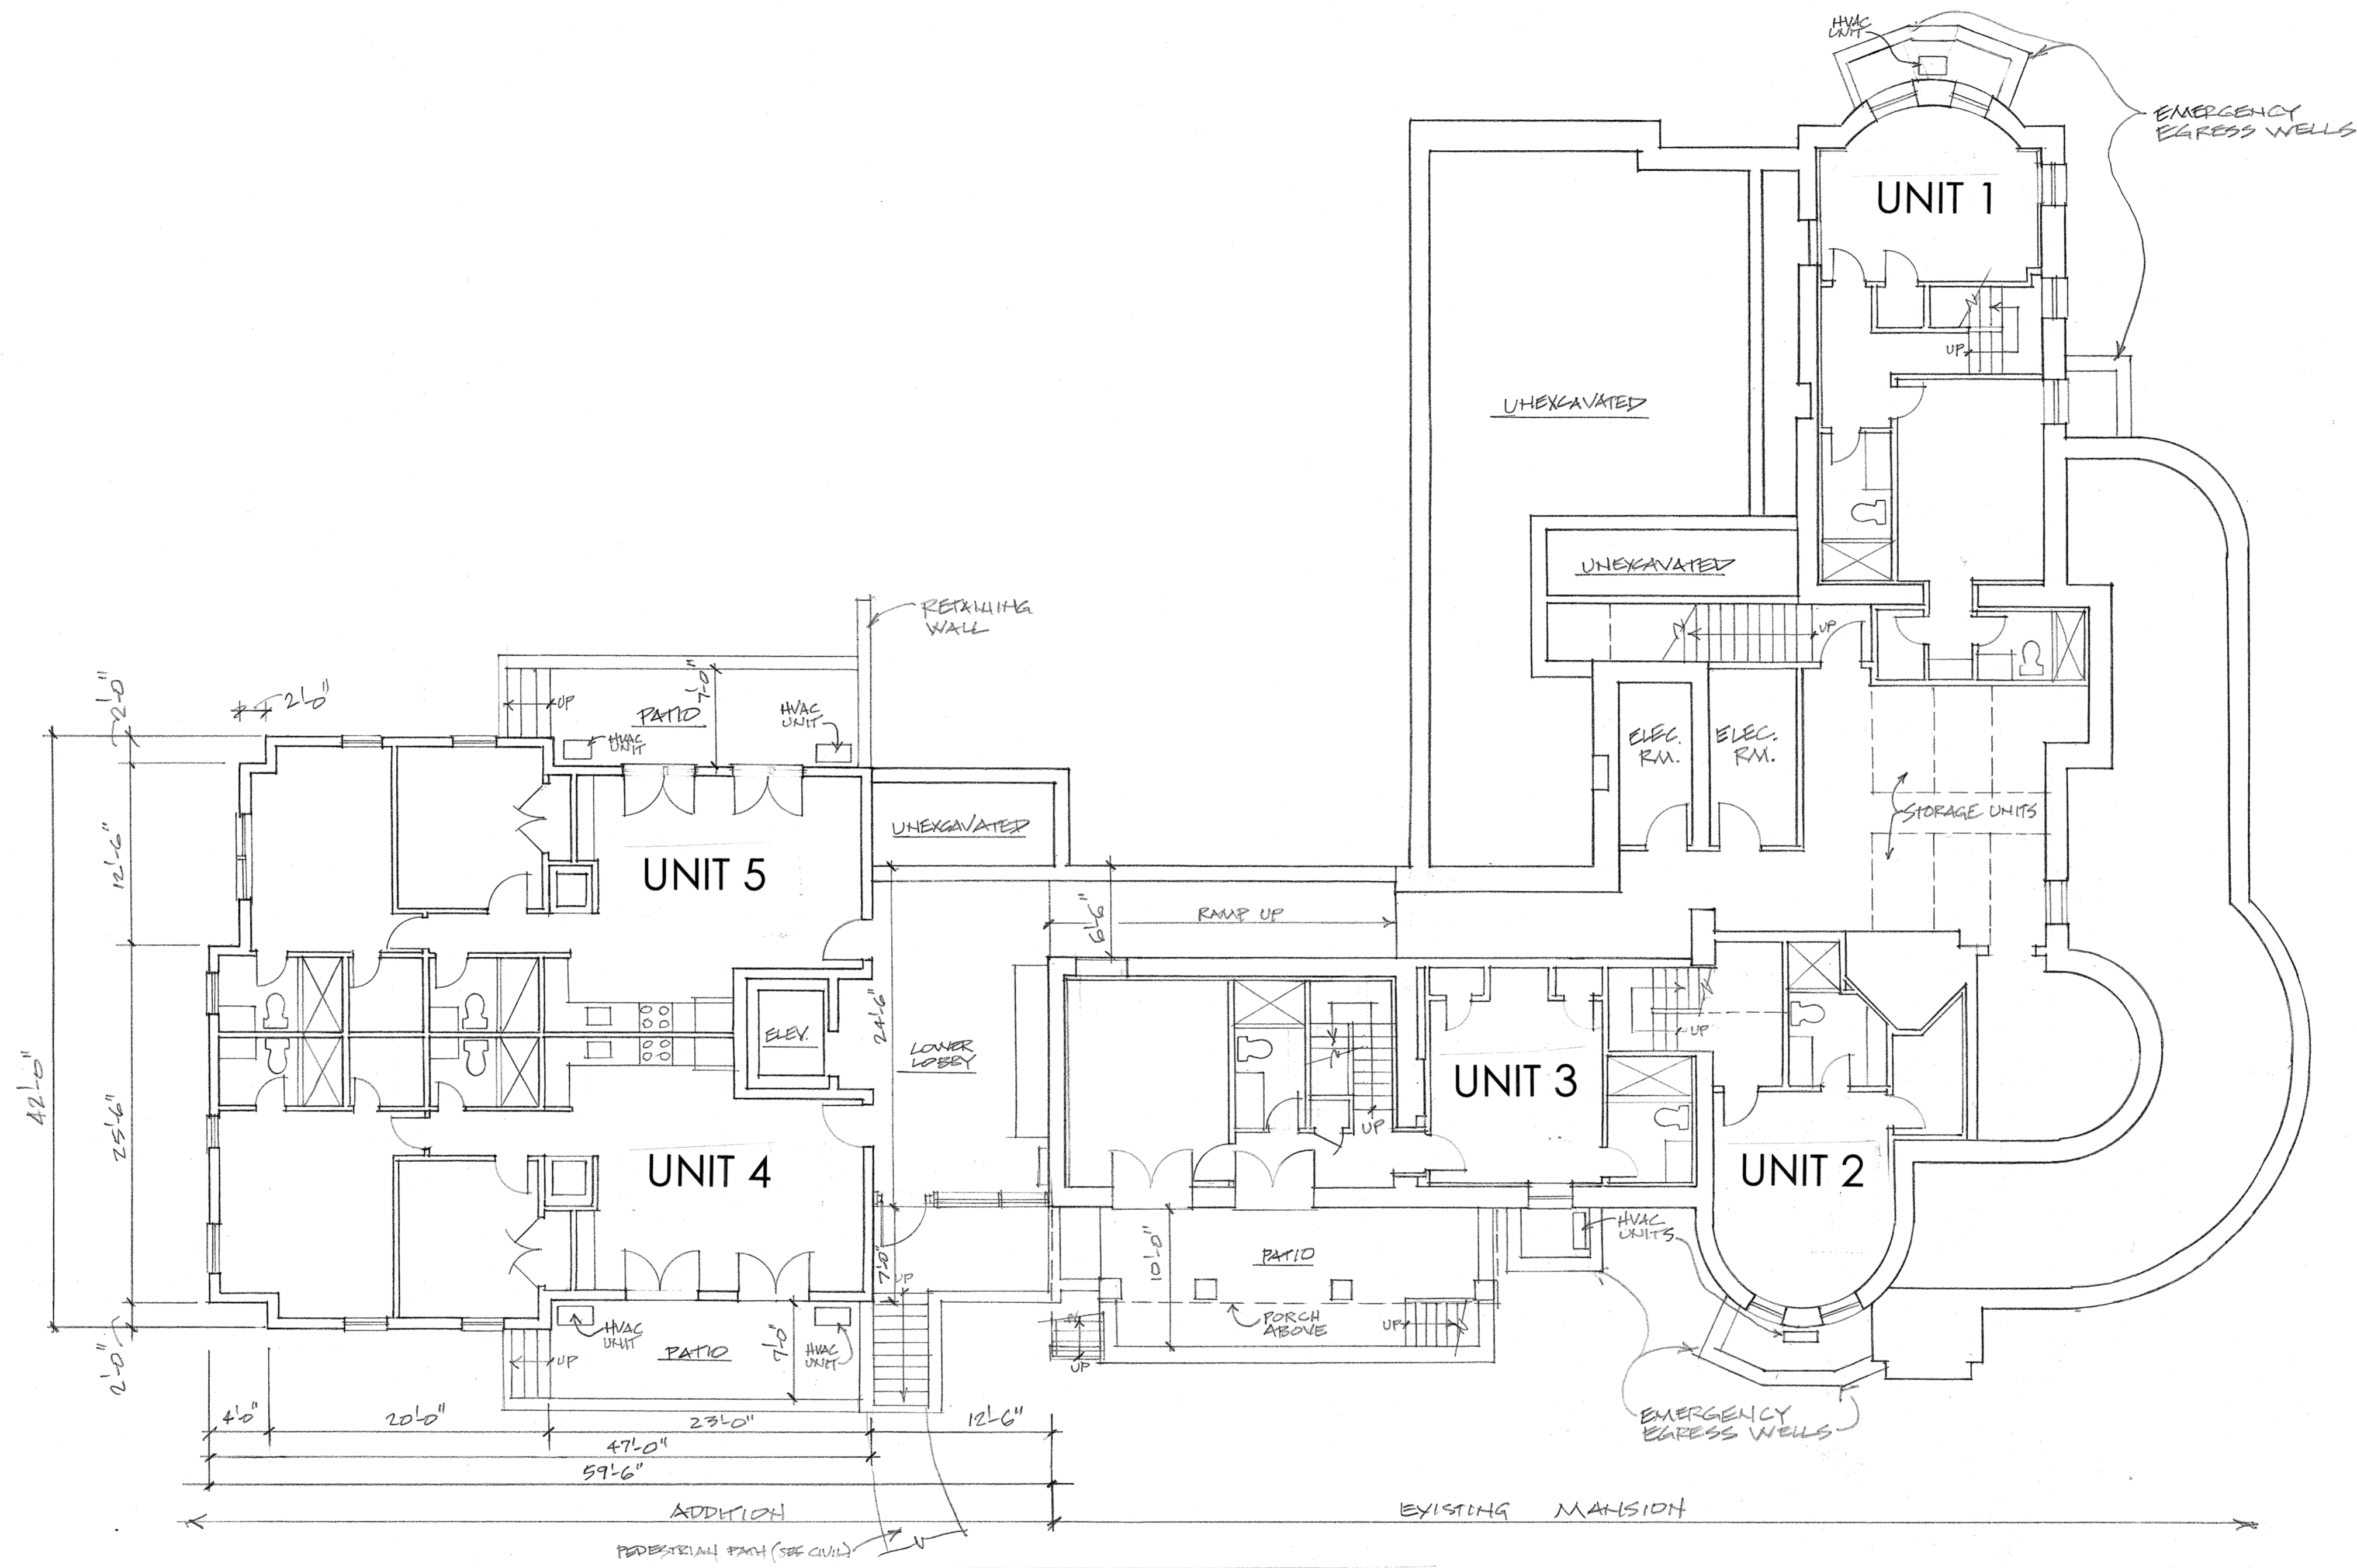 HVAC
UNIT
EMERGENCY
EGRESS WELLS
UNIT 1
UP
UNEXCAVATED
UNEXCAVATED
UP
RETAINING
WALL
2'-0"
2'-0"
7'-0"
UP
PATIO
HVAC
UNIT
HVAC
UNIT
ELEC.
RM.
ELEC.
RM.
STORAGE UNITS
12'-6"
UNIT 5
UNEXCAVATED
6'-6"
RAMP UP
24'-6"
ELEV.
LOWER
LOBBY
UP
42'-0"
25'-6"
UNIT 3
UP
UNIT 4
UNIT 2
HVAC
UNITS
7'-0"
UP
10'-0"
PATIO
PORCH
ABOVE
UP
UP
HVAC
UNIT
UP
PATIO
7'-0"
HVAC
UNIT
2'-0"
EMERGENCY
EGRESS WELLS
4'-0"
20'-0"
23'-0"
12'-6"
47'-0"
59'-6"
ADDITION
EXISTING MANSION
PEDESTRIAN PATH (SEE CIVIL)